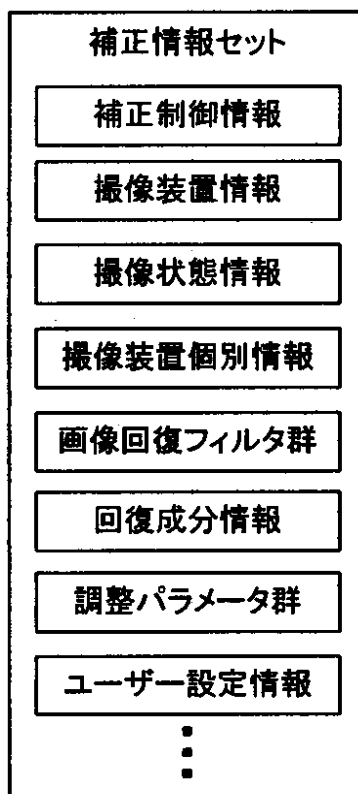 補正情報セット
補正制御情報
撮像装置情報
撮像状態情報
撮像装置個別情報
画像回復フィルタ群
回復成分情報
調整パラメータ群
ユーザー設定情報